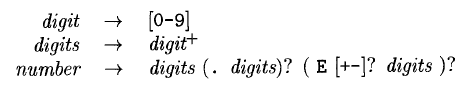 digit → [0-9]
digits → digit+
number → digits (. digits)? ( E [+-]? digits )?